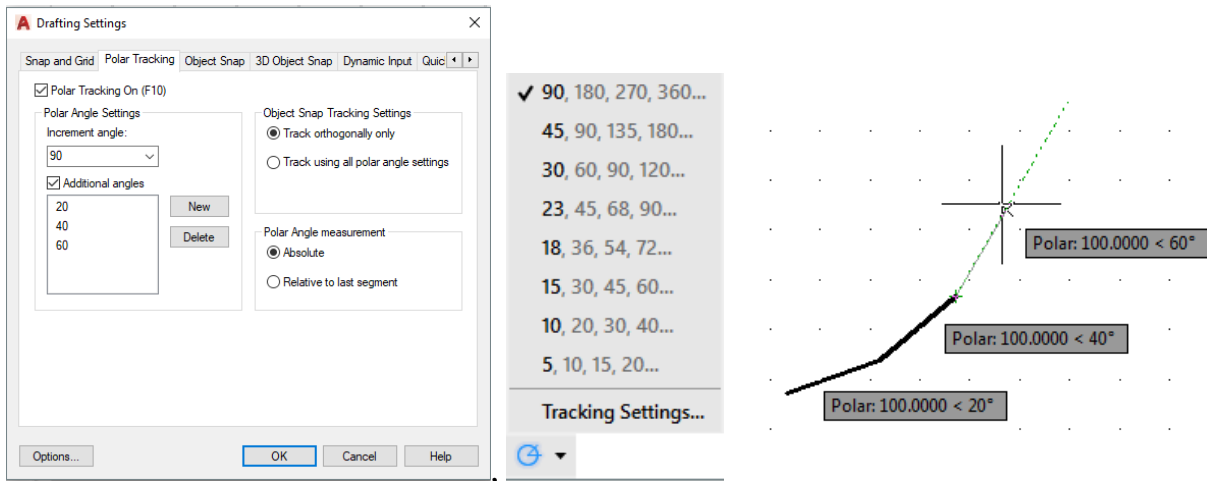 A Drafting Settings
Snap and Grid Polar Tracking Object Snap 3D Object Snap Dynamic Input Quic
Polar Tracking On (F10)
Polar Angle Settings
Increment angle:
90
Additional angles
20
40
60
New
Delete
Object Snap Tracking Settings
Track orthogonally only
Track using all polar angle settings
Polar Angle measurement
Absolute
Relative to last segment
Options...
OK
Cancel
Help
90, 180, 270, 360...
45, 90, 135, 180...
30, 60, 90, 120...
23, 45, 68, 90...
18, 36, 54, 72...
15, 30, 45, 60...
10, 20, 30, 40...
5, 10, 15, 20...
Tracking Settings...
Polar: 100.0000 < 60°
Polar: 100.0000 < 40°
Polar: 100.0000 < 20°